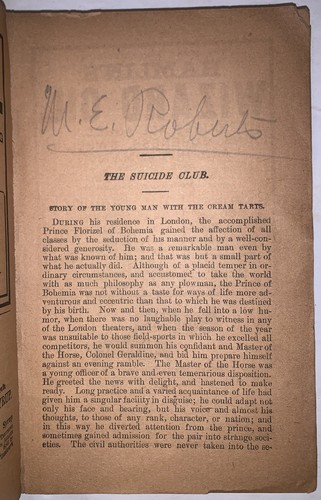 M. E. Roberts
THE SUICIDE CLUB.
STORY OF THE YOUNG MAN WITH THE CREAM TARTS.
DURING his residence in London, the accomplished
Prince Florizel of Bohemia gained the affection of all
classes by the seduction of his manner and by a well-con-
sidered generosity. He was a remarkable man even by
what was known of him; and that was but a small part of
what he actually did. Although of a placid temper in or-
dinary circumstances, and accustomed to take the world
with as much philosophy as any plowman, the Prince of
Bohemia was not without a taste for ways of life more ad-
venturous and eccentric than that to which he was destined
by his birth. Now and then, when he fell into a low hu-
mor, when there was no laughable play to witness in any
of the London theaters, and when the season of the year
was unsuitable to those field-sports in which he excelled all
competitors, he would summon his confidant and Master of
the Horse, Colonel Geraldine, and bid him prepare himself
against an evening ramble. The Master of the Horse was
a young officer of a brave and even temerarious disposition.
He greeted the news with delight, and hastened to make
ready. Long practice and a varied acquaintance of life had
given him a singular facility in disguise; he could adapt not
only his face and bearing, but his voice and almost his
thoughts, to those of any rank, character, or nation; and
in this way he diverted attention from the prince, and
sometimes gained admission for the pair into strange soci-
eties. The civil authorities were never taken into the se-